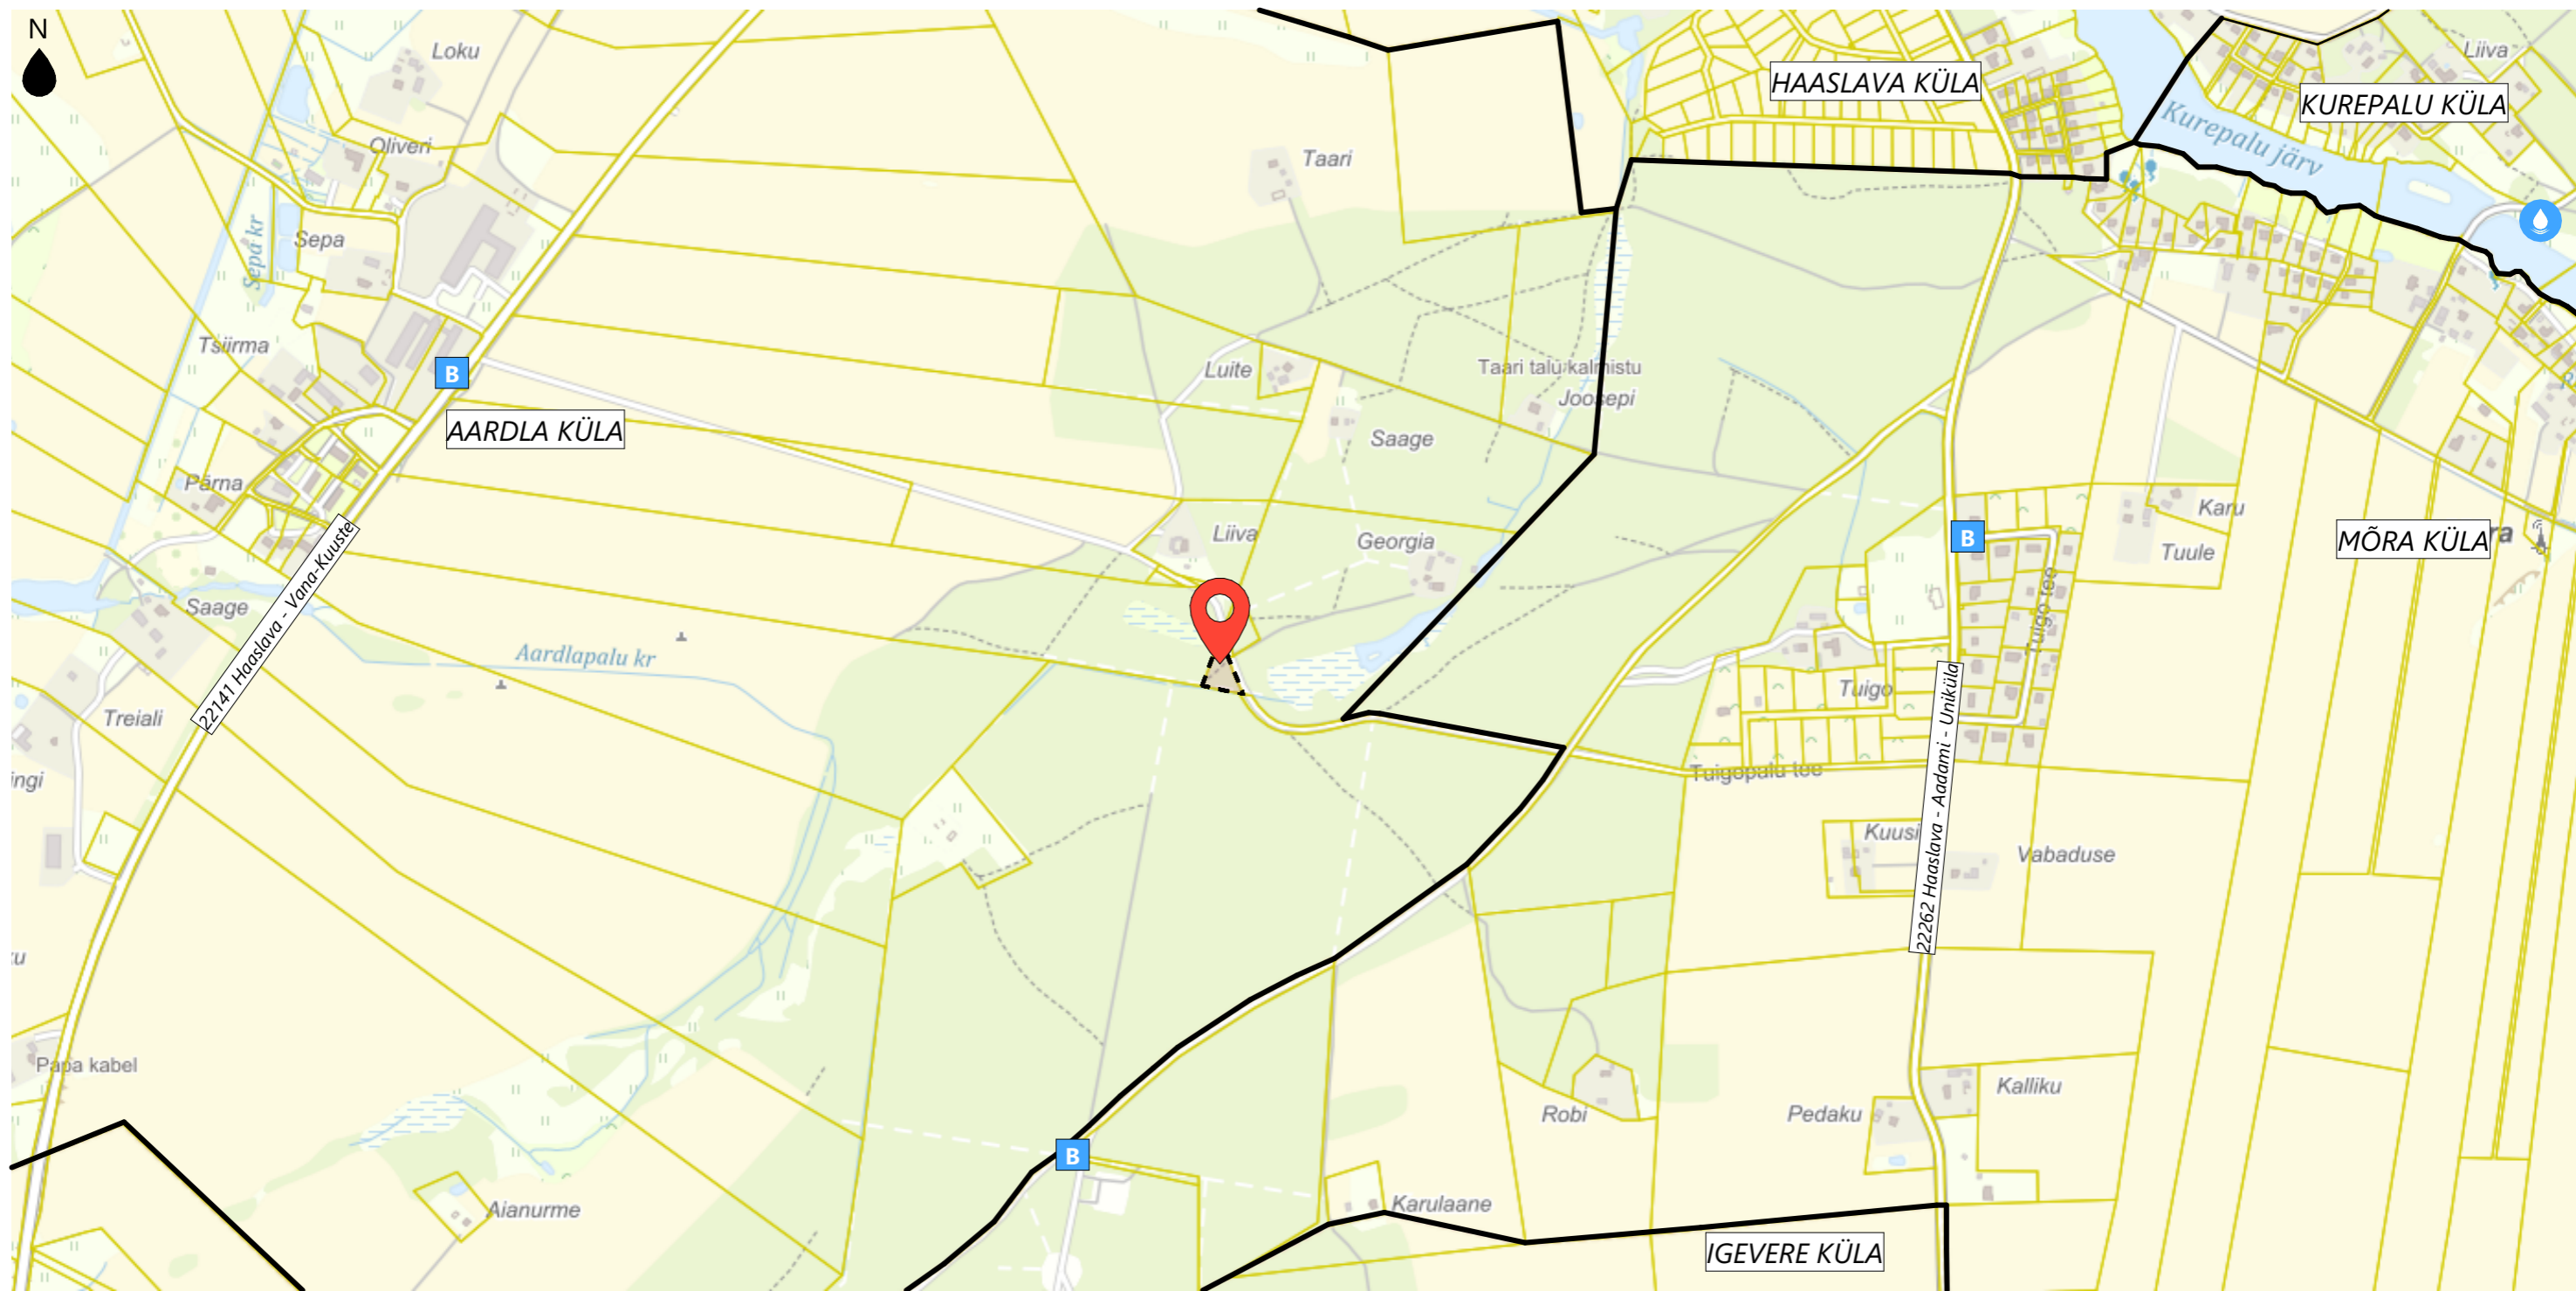 N
Loku
HAASLAVA KÜLA
Liiva
KUREPALU KÜLA
Kurepalu järv
Oliveri
Taari
Sepa kr
Sepa
Tsiirma
B
Luite
Taari talu kalmistu
Joosepi
AARDLA KÜLA
Saage
Pärna
Karu
Liiva
Georgia
B
Tuule
MÕRA KÜLA
Saage
22141 Haaslava - Vana-Kuuste
Tuigo tee
Aardlapalu kr
Tuigo
Treiali
Tuigopalu tee
22262 Haaslava - Aadami - Uniküla
Kuusi
Vabaduse
Papa kabel
Kalliku
Robi
Pedaku
B
Aianurme
Karulaane
IGEVERE KÜLA